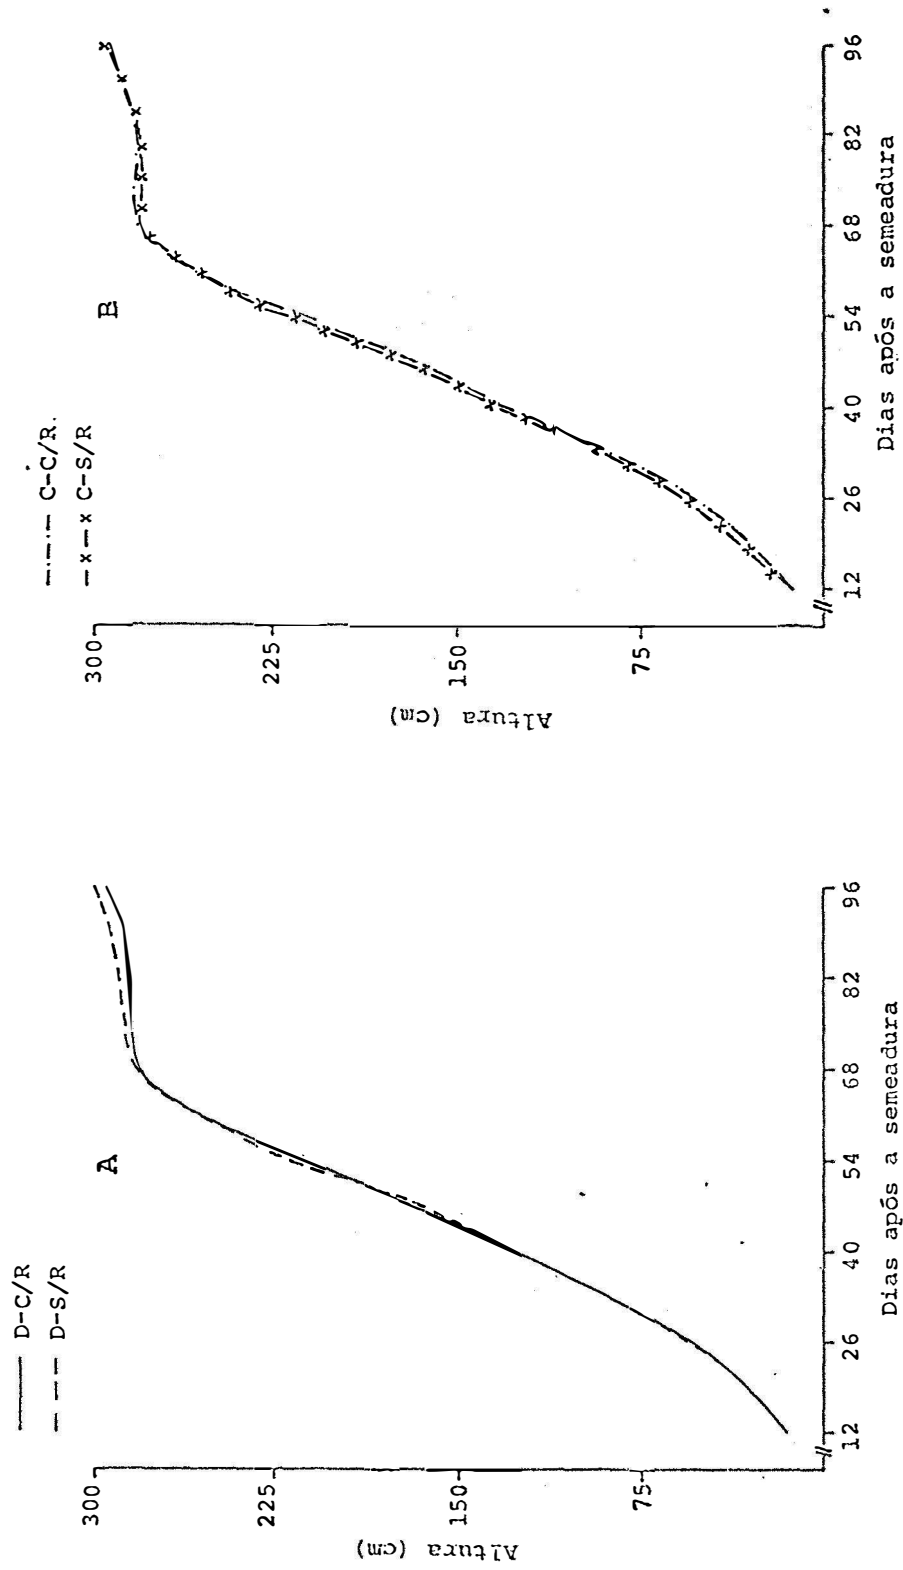 D-C/R
D-S/R
A
300
225
150
75
Altura (cm)
12 26 40 54 68 82 96
Dias após a semeadura
C-C/R.
x x C-S/R
B
300
225
150
75
Altura (cm)
12 26 40 54 68 82 96
Dias após a semeadura